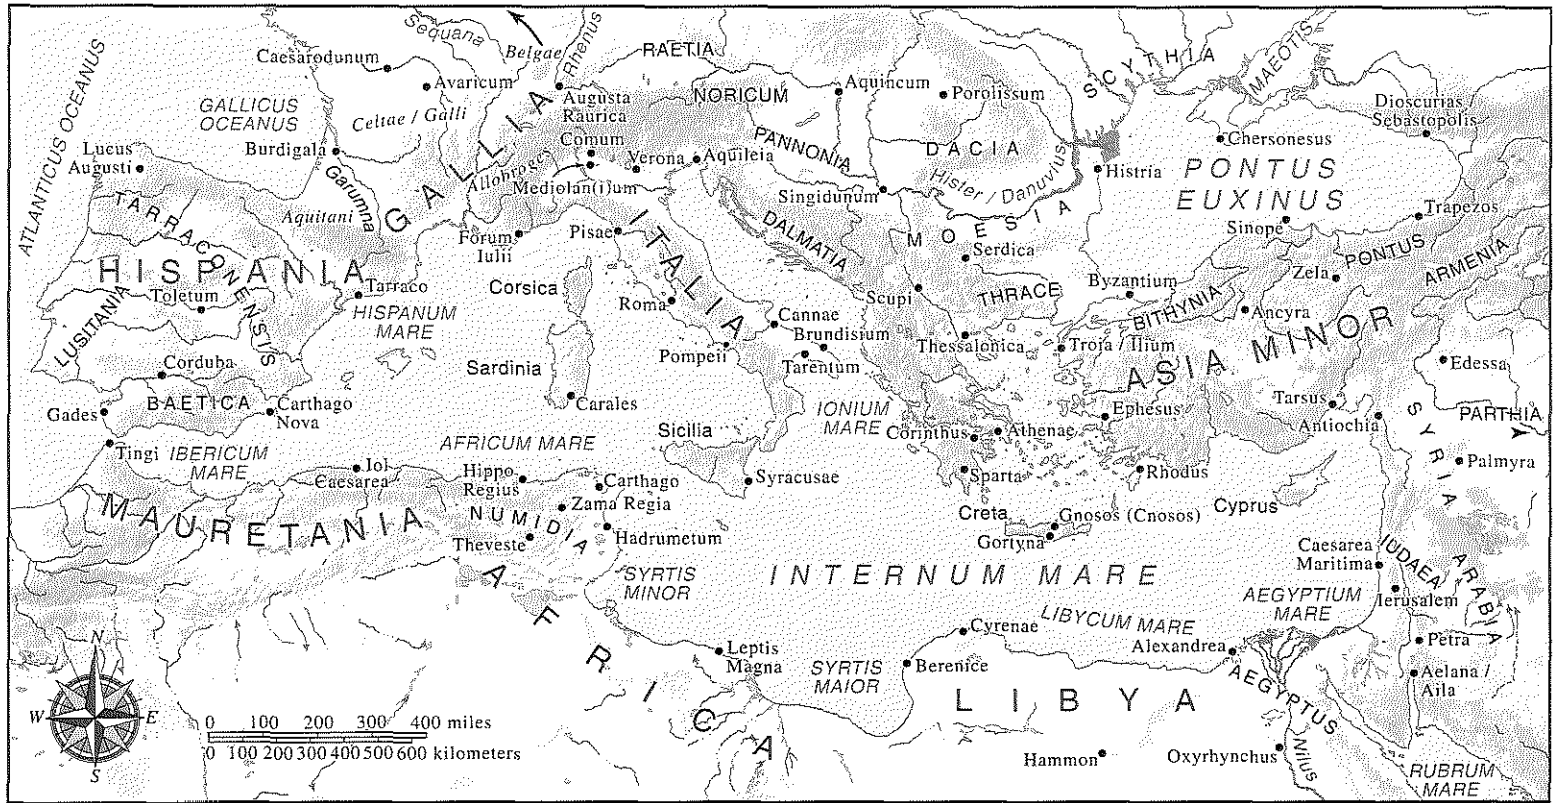 ATLANTICUS OCEANUS
Sequana
Belgae
Rhenus
RAETIA
SCYTHIA
MAEOTIS
Caesarodunum
Avaricum
GALLICUS
OCEANUS
Celtae / Galli
Augusta
Raurica
NORICUM
Aquincum
Porolissum
Dioscurias /
Sebastopolis
Lucus
Augusti
Burdigala
Garumna
GALLIA
Allobroges
Comum
Mediolan(i)um
Verona
Aquileia
PANNONIA
DACIA
Hister / Danuvius
Histria
Chersonesus
PONTUS
EUXINUS
TARRACONENSIS
Aquitani
Singidunum
MOESIA
Sinope
Trapezos
HISPANIA
Forum
Iulii
Pisae
ITALIA
DALMATIA
Serdica
PONTUS
ARMENIA
Toletum
Tarraco
HISPANUM
MARE
Corsica
Roma
Scupi
THRACE
Byzantium
BITHYNIA
Zela
Ancyra
LUSITANIA
Cannae
Brundisium
Pompeii
Tarentum
Thessalonica
Troia / Ilium
ASIA MINOR
Edessa
Corduba
Sardinia
BAETICA
Gades
Carthago
Nova
Carales
IONIUM
MARE
Ephesus
Tarsus
Antiochia
SYRIA
PARTHIA
Tingi
IBERICUM
MARE
AFRICUM MARE
Sicilia
Corinthus
Athenae
Iol
Caesarea
Hippo
Regius
Carthago
Syracusae
Sparta
Rhodus
Palmyra
MAURETANIA
NUMIDIA
Zama Regia
Theveste
Hadrumetum
Creta
Gnosos (Cnosos)
Gortyna
Cyprus
Caesarea
Maritima
IUDAEA
ARABIA
SYRTIS
MINOR
INTERNUM MARE
AEGYPTIUM
MARE
Ierusalem
AFRICA
Leptis
Magna
SYRTIS
MAIOR
Berenice
Cyrenae
LIBYCUM MARE
Alexandrea
Petra
Aelana /
Aila
LIBYA
AEGYPTUS
Hammon
Oxyrhynchus
Nilus
RUBRUM
MARE
N
W E
S
0 100 200 300 400 miles
0 100 200 300 400 500 600 kilometers